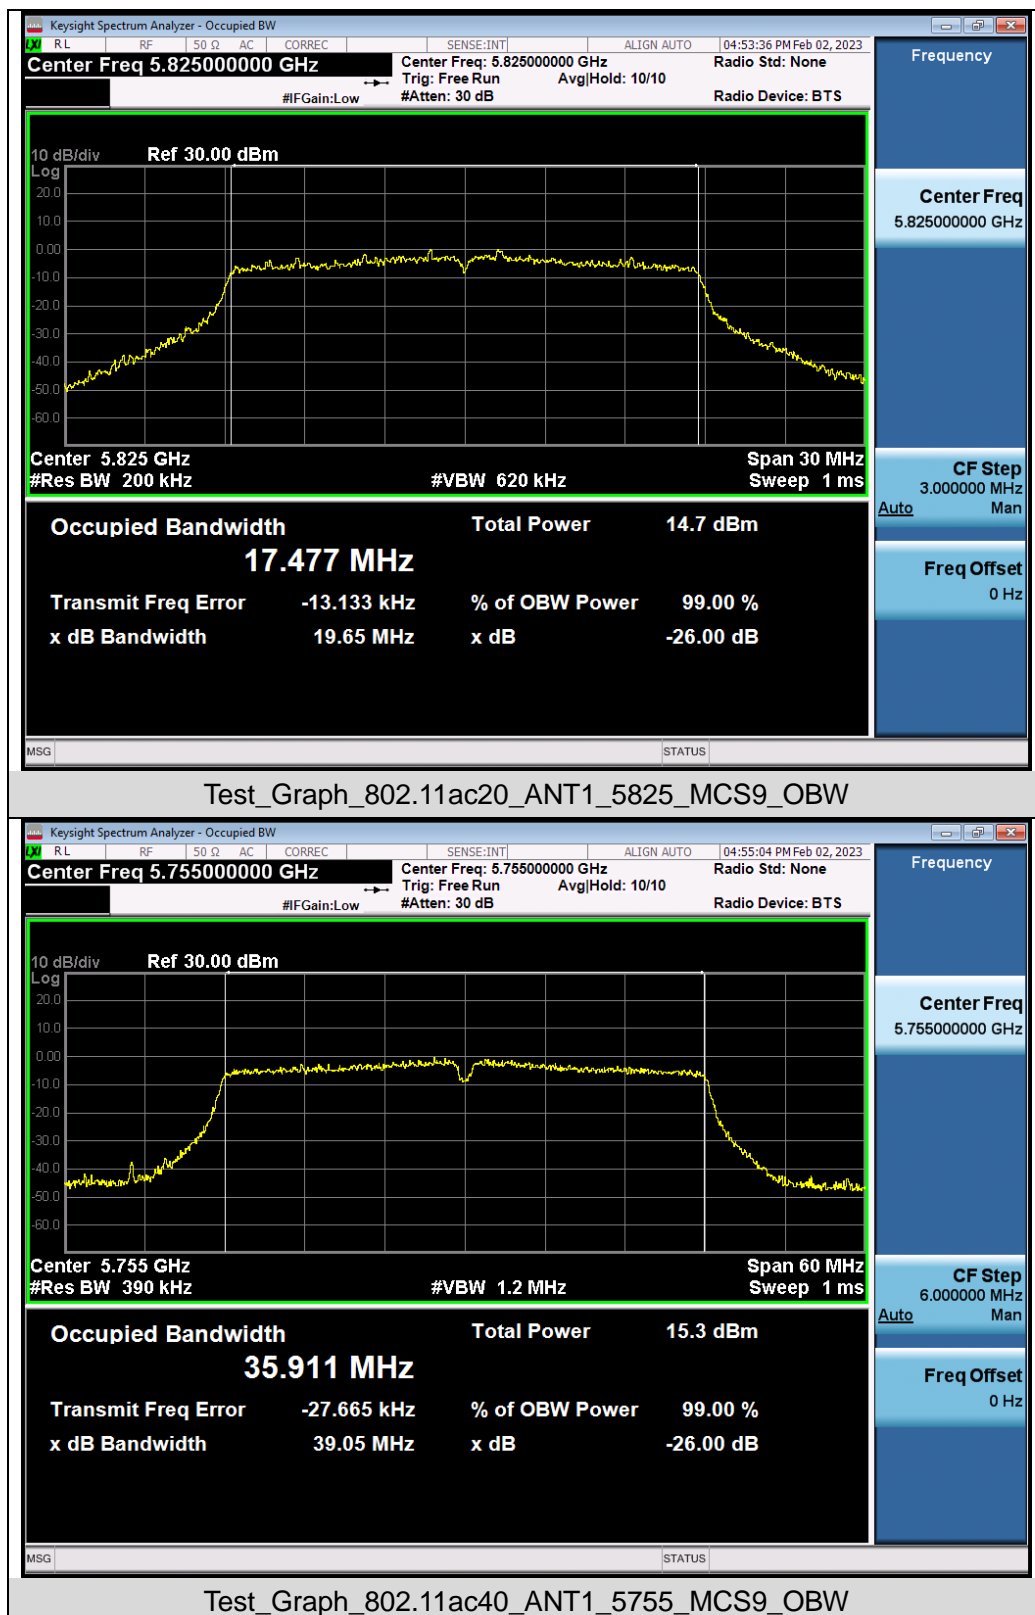 Keysight Spectrum Analyzer - Occupied BW
LXI RL RF 50 Ω AC CORREC SENSE:INT ALIGN AUTO 04:53:36 PM Feb 02, 2023
Center Freq 5.825000000 GHz Center Freq: 5.825000000 GHz Radio Std: None
Trig: Free Run Avg|Hold: 10/10
#IFGain:Low #Atten: 30 dB Radio Device: BTS
10 dB/div Ref 30.00 dBm
Log
20.0
10.0
0.00
-10.0
-20.0
-30.0
-40.0
-50.0
-60.0
Center 5.825 GHz Span 30 MHz
#Res BW 200 kHz #VBW 620 kHz Sweep 1 ms
Occupied Bandwidth Total Power 14.7 dBm
17.477 MHz
Transmit Freq Error -13.133 kHz % of OBW Power 99.00 %
x dB Bandwidth 19.65 MHz x dB -26.00 dB
MSG STATUS
Frequency
Center Freq
5.825000000 GHz
CF Step
3.000000 MHz
Auto Man
Freq Offset
0 Hz
Test_Graph_802.11ac20_ANT1_5825_MCS9_OBW
Keysight Spectrum Analyzer - Occupied BW
LXI RL RF 50 Ω AC CORREC SENSE:INT ALIGN AUTO 04:55:04 PM Feb 02, 2023
Center Freq 5.755000000 GHz Center Freq: 5.755000000 GHz Radio Std: None
Trig: Free Run Avg|Hold: 10/10
#IFGain:Low #Atten: 30 dB Radio Device: BTS
10 dB/div Ref 30.00 dBm
Log
20.0
10.0
0.00
-10.0
-20.0
-30.0
-40.0
-50.0
-60.0
Center 5.755 GHz Span 60 MHz
#Res BW 390 kHz #VBW 1.2 MHz Sweep 1 ms
Occupied Bandwidth Total Power 15.3 dBm
35.911 MHz
Transmit Freq Error -27.665 kHz % of OBW Power 99.00 %
x dB Bandwidth 39.05 MHz x dB -26.00 dB
MSG STATUS
Frequency
Center Freq
5.755000000 GHz
CF Step
6.000000 MHz
Auto Man
Freq Offset
0 Hz
Test_Graph_802.11ac40_ANT1_5755_MCS9_OBW